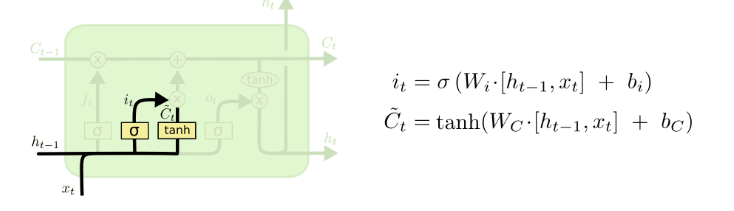 h_t
C_{t-1}
C_t
×
+
tanh
f_t
i_t
×
o_t
×
C̃_t
σ
σ
tanh
σ
h_{t-1}
h_t
x_t
i_t = σ (W_i·[h_{t-1}, x_t] + b_i)
C̃_t = tanh(W_C·[h_{t-1}, x_t] + b_C)